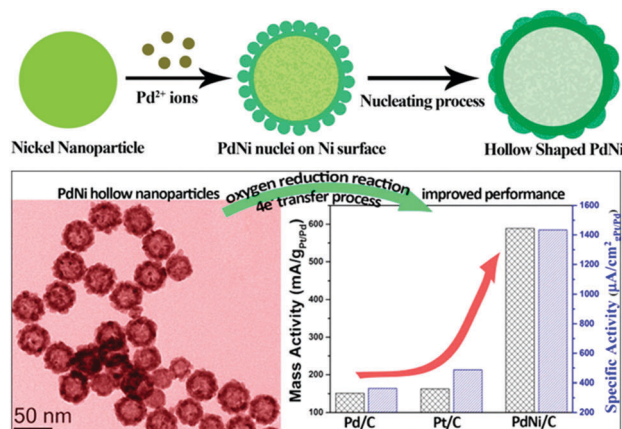 Pd²⁺ ions
Nucleating process
Nickel Nanoparticle
PdNi nuclei on Ni surface
Hollow Shaped PdNi
PdNi hollow nanoparticles
oxygen reduction reaction
4e⁻ transfer process
improved performance
50 nm
Mass Activity (mA/gPt/Pd)
600
500
400
300
200
100
1600
1400
1200
1000
800
600
400
200
Specific Activity (μA/cm²gPt/Pd)
Pd/C
Pt/C
PdNi/C